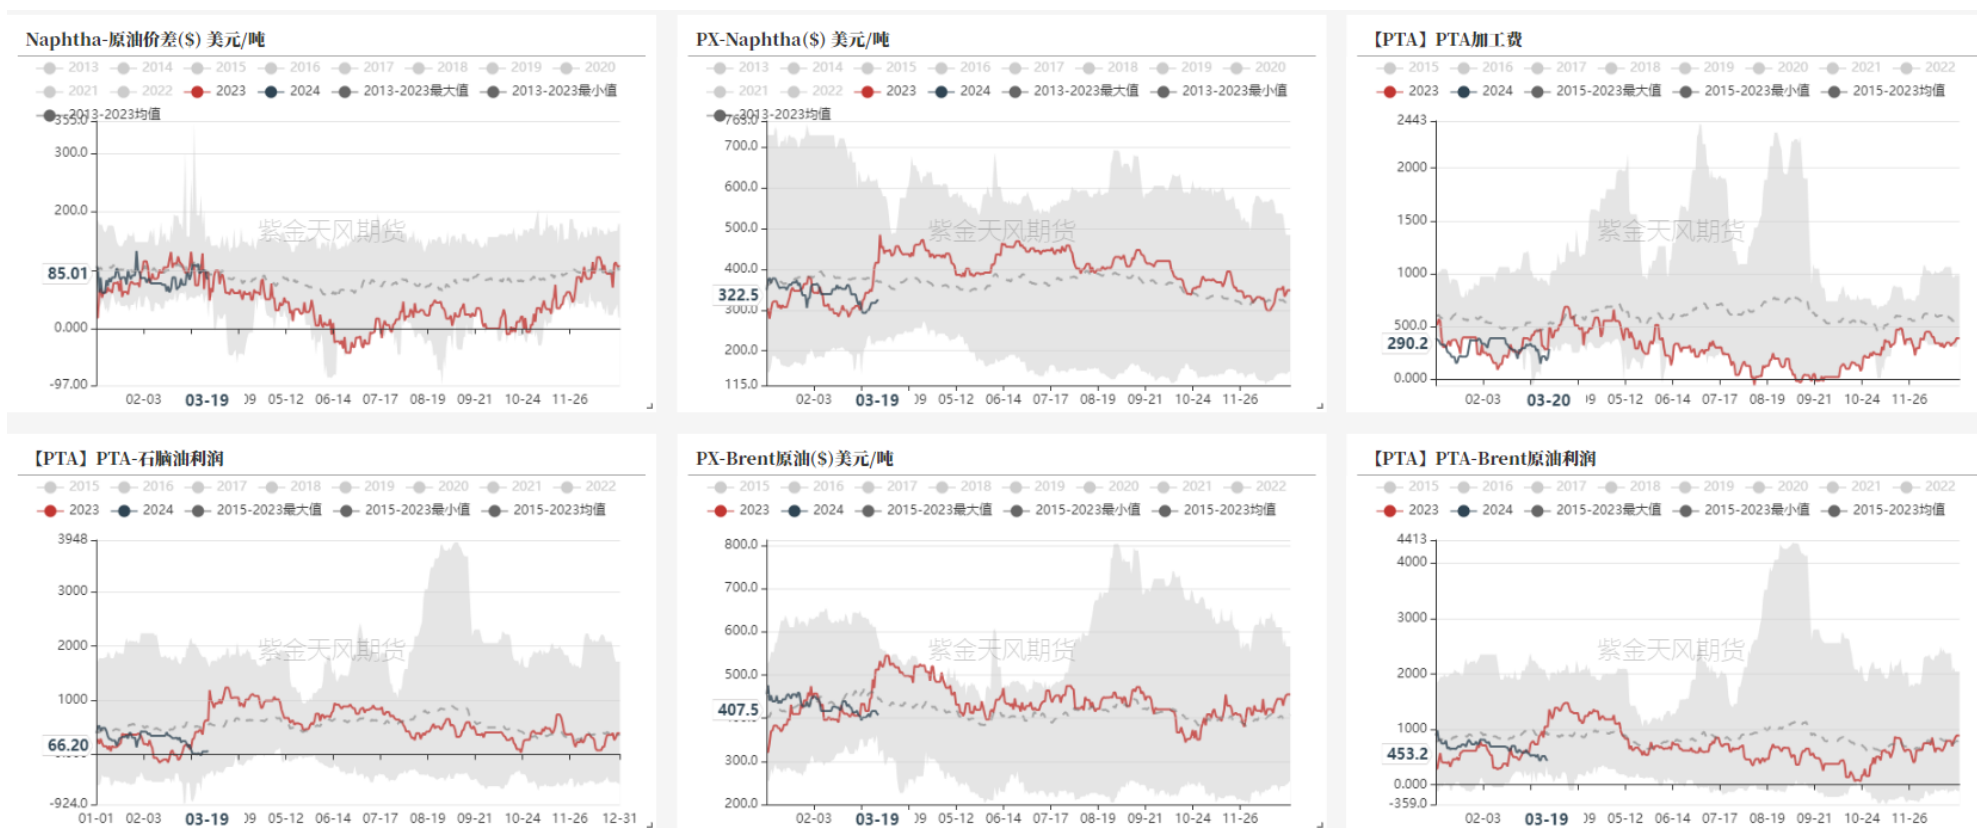 Naphtha-原油价差($) 美元/吨
2013 2014 2015 2016 2017 2018 2019 2020
2021 2022 2023 2024 2013-2023最大值 2013-2023最小值
2013-2023均值
355.0
300.0
200.0
85.01
0.000
-97.00
02-03 03-19 09 05-12 06-14 07-17 08-19 09-21 10-24 11-26
紫金天风期货
PX-Naphtha($) 美元/吨
2013 2014 2015 2016 2017 2018 2019 2020
2021 2022 2023 2024 2013-2023最大值 2013-2023最小值
2013-2023均值
763.0
700.0
600.0
500.0
400.0
322.5
300.0
200.0
115.0
02-03 03-19 09 05-12 06-14 07-17 08-19 09-21 10-24 11-26
紫金天风期货
【PTA】PTA加工费
2015 2016 2017 2018 2019 2020 2021 2022
2023 2024 2015-2023最大值 2015-2023最小值 2015-2023均值
2443
2000
1500
1000
500.0
290.2
0.000
02-03 03-20 09 05-12 06-14 07-17 08-19 09-21 10-24 11-26
紫金天风期货
【PTA】PTA-石脑油利润
2015 2016 2017 2018 2019 2020 2021 2022
2023 2024 2015-2023最大值 2015-2023最小值 2015-2023均值
3948
3000
2000
1000
66.20
-924.0
01-01 02-03 03-19 09 05-12 06-14 07-17 08-19 09-21 10-24 11-26 12-31
紫金天风期货
PX-Brent原油($)美元/吨
2015 2016 2017 2018 2019 2020 2021 2022
2023 2024 2015-2023最大值 2015-2023最小值 2015-2023均值
800.0
700.0
600.0
500.0
407.5
300.0
200.0
02-03 03-19 09 05-12 06-14 07-17 08-19 09-21 10-24 11-26
紫金天风期货
【PTA】PTA-Brent原油利润
2015 2016 2017 2018 2019 2020 2021 2022
2023 2024 2015-2023最大值 2015-2023最小值 2015-2023均值
4413
4000
3000
2000
1000
453.2
0.000
-359.0
02-03 03-19 09 05-12 06-14 07-17 08-19 09-21 10-24 11-26
紫金天风期货